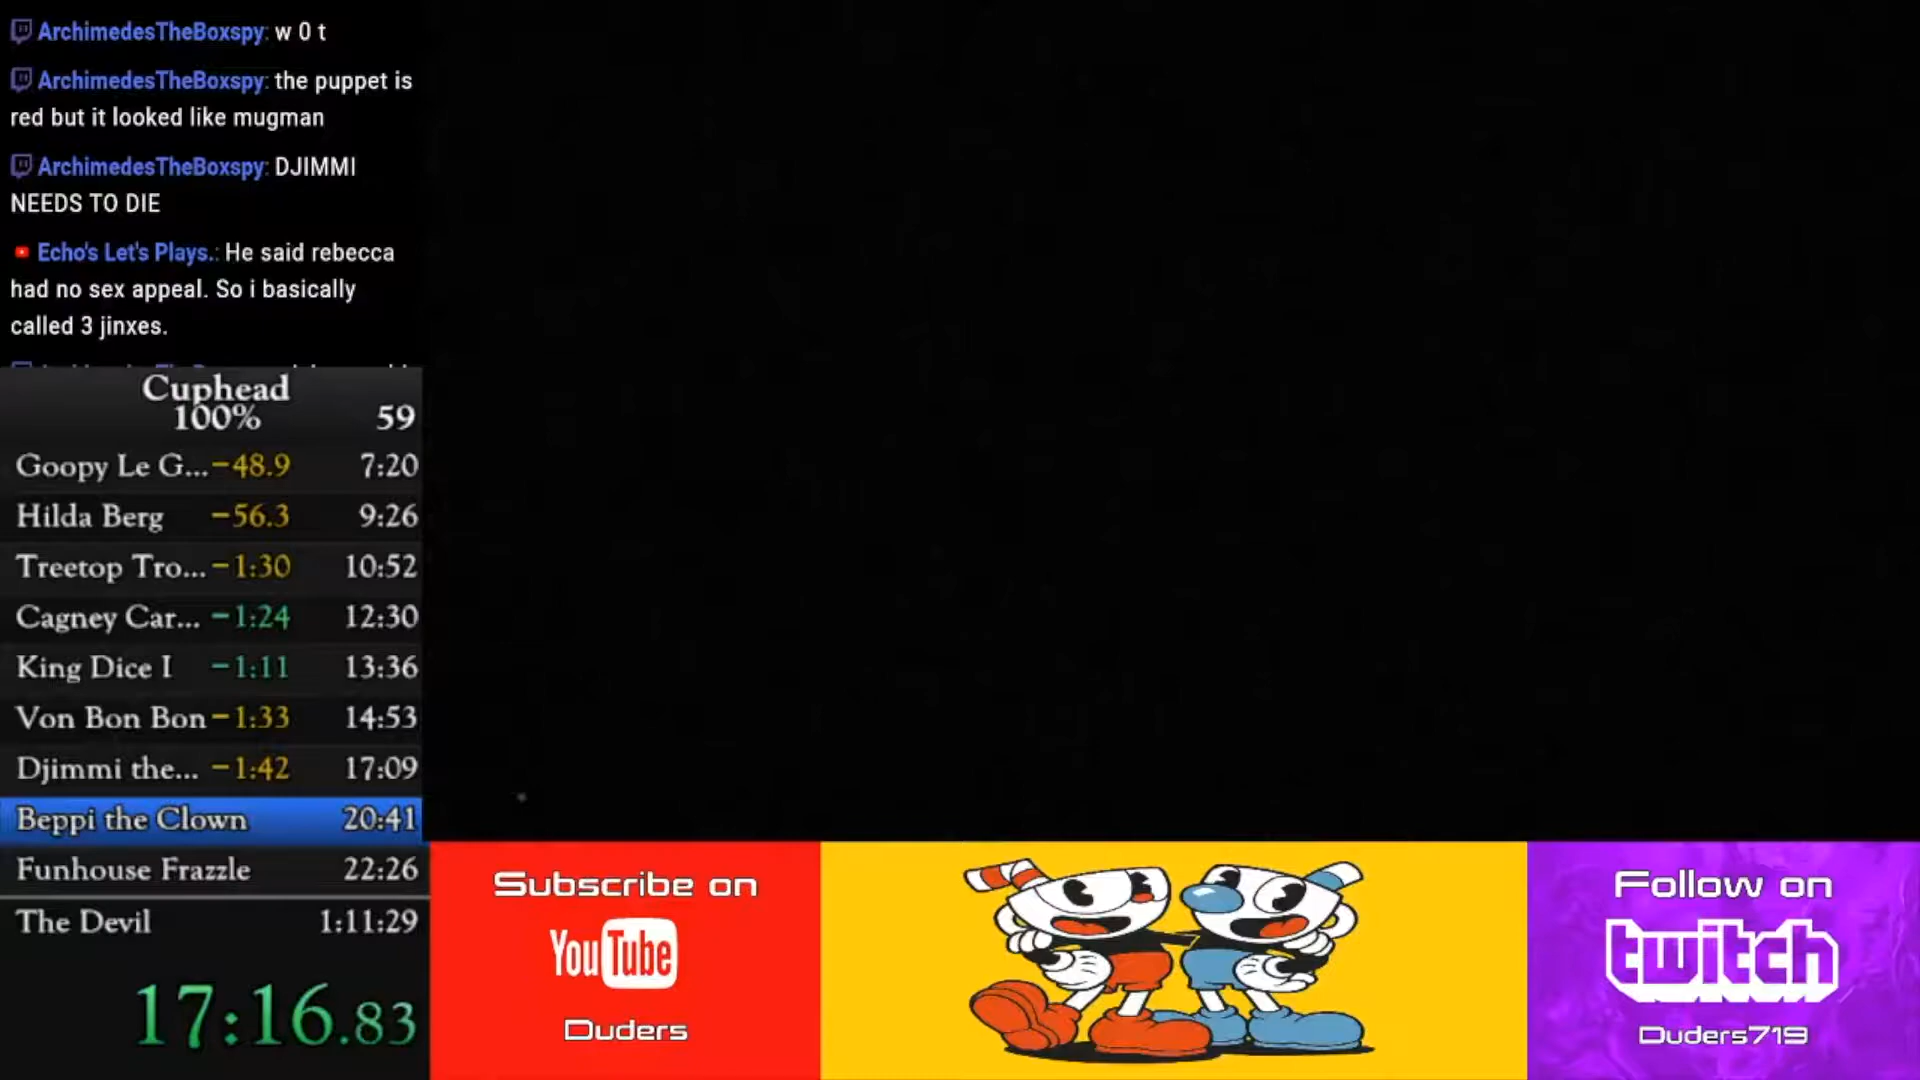 ArchimedesTheBoxspy: w 0 t
ArchimedesTheBoxspy: the puppet is
red but it looked like mugman
ArchimedesTheBoxspy: DJIMMI
NEEDS TO DIE
Echo's Let's Plays.: He said rebecca
had no sex appeal. So i basically
called 3 jinxes.
Cuphead
100% 59
Goopy Le G... -48.9 7:20
Hilda Berg -56.3 9:26
Treetop Tro... -1:30 10:52
Cagney Car... -1:24 12:30
King Dice I -1:11 13:36
Von Bon Bon -1:33 14:53
Djimmi the... -1:42 17:09
Beppi the Clown 20:41
Funhouse Frazzle 22:26
The Devil 1:11:29
17:16.83
Subscribe on
YouTube
Duders
Follow on
twitch
Duders719